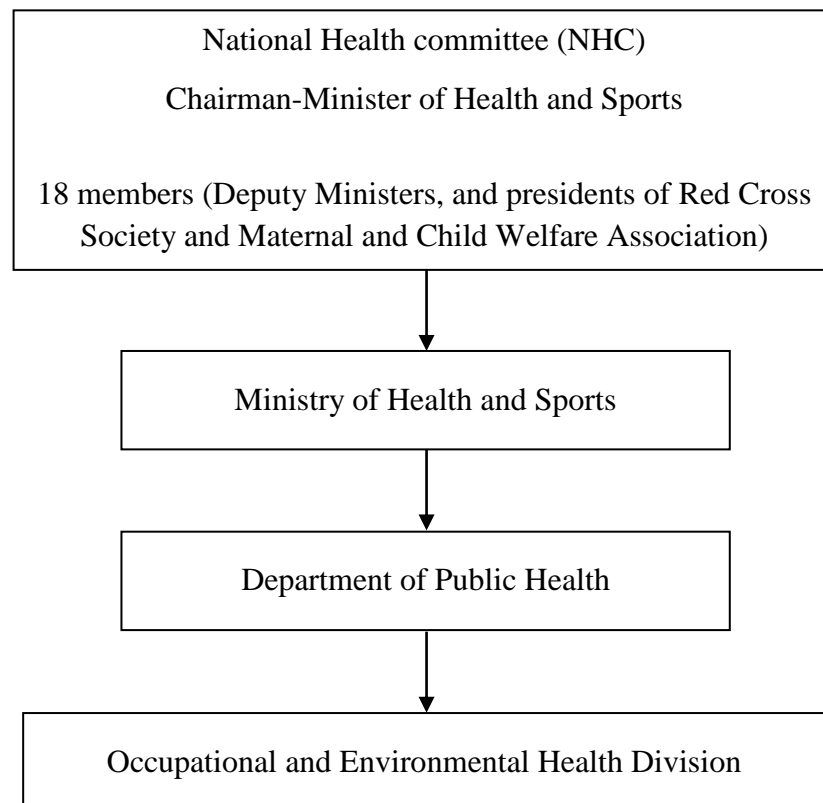 National Health committee (NHC)
Chairman-Minister of Health and Sports
18 members (Deputy Ministers, and presidents of Red Cross
Society and Maternal and Child Welfare Association)
Ministry of Health and Sports
Department of Public Health
Occupational and Environmental Health Division